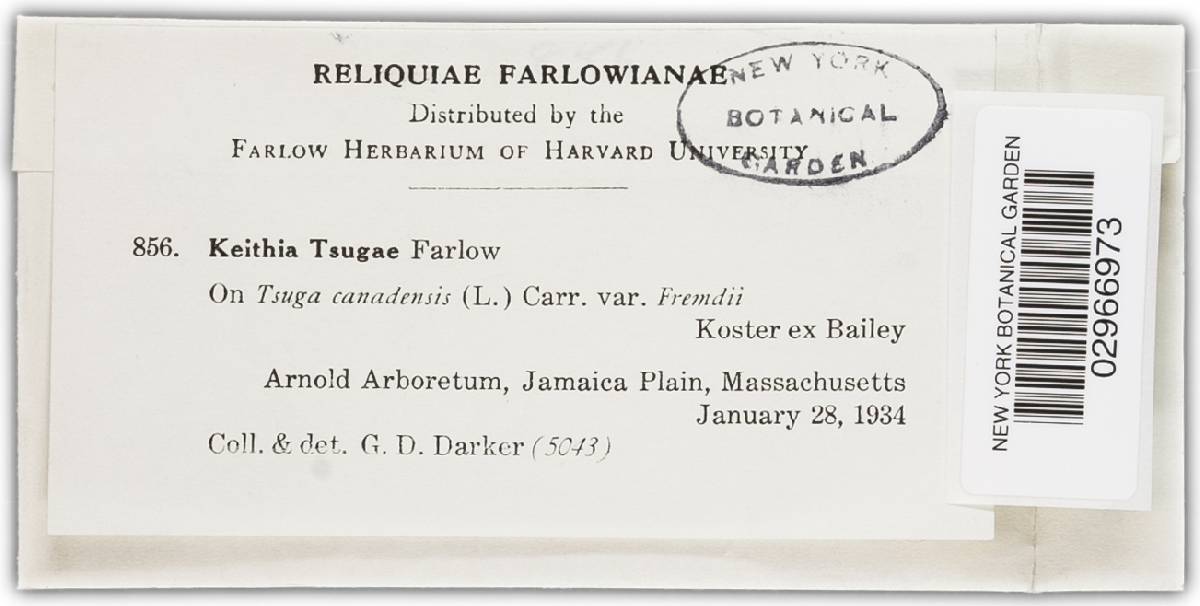 RELIQUIAE FARLOWIANAE
Distributed by the
FARLOW HERBARIUM OF HARVARD UNIVERSITY
NEW YORK
BOTANICAL
GARDEN
856. Keithia Tsugae Farlow
On Tsuga canadensis (L.) Carr. var. Fremdii
Koster ex Bailey
Arnold Arboretum, Jamaica Plain, Massachusetts
January 28, 1934
Coll. & det. G. D. Darker (5043)
NEW YORK BOTANICAL GARDEN
02966973